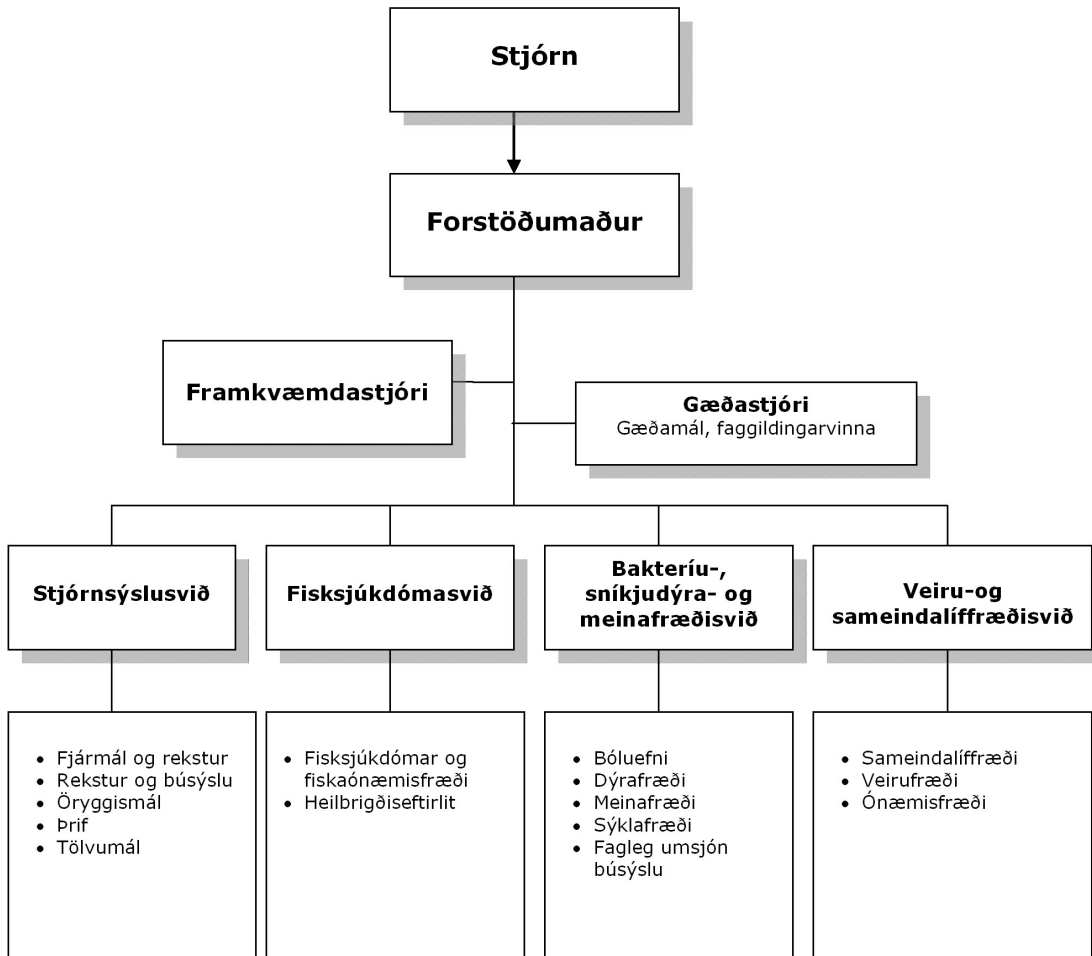 Stjórn
Forstöðumaður
Framkvæmdastjóri
Gæðastjóri
Gæðamál, faggildingarvinna
Stjórnsýslusvið
Fisksjúkdómasvið
Bakteríu-,
sníkjudýra- og
meinafræðisvið
Veiru-og
sameindalíffræðisvið
• Fjármál og rekstur
• Rekstur og búsýslu
• Öryggismál
• Þrif
• Tölvumál
• Fisksjúkdómar og
fiskaónæmisfræði
• Heilbrigðiseftirlit
• Bóluefni
• Dýrafræði
• Meinafræði
• Sýklafræði
• Fagleg umsjón
búsýslu
• Sameindalíffræði
• Veirufræði
• Ónæmisfræði